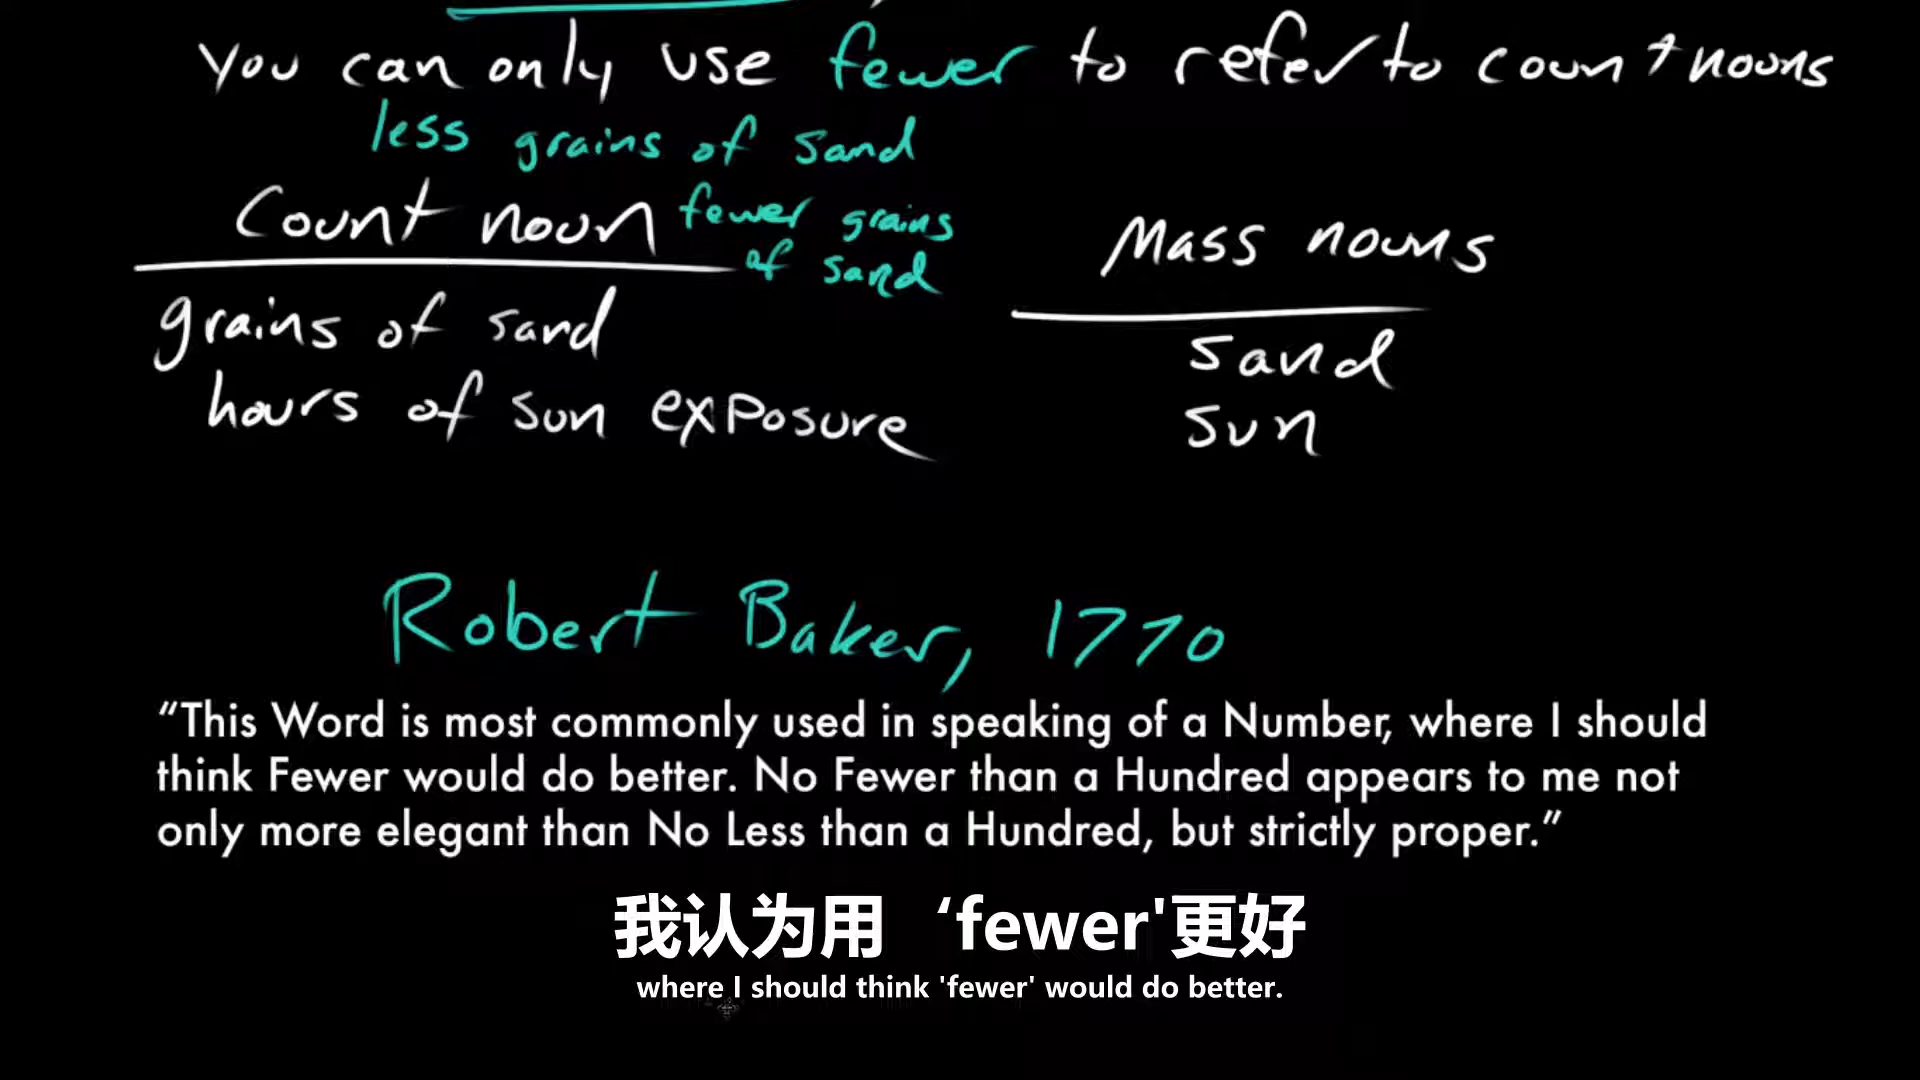 You can only use fewer to refer to count nouns
less grains of sand
Count noun
fewer grains
of sand
Mass nouns
grains of sand
sand
hours of sun exposure
sun
Robert Baker, 1770
“This Word is most commonly used in speaking of a Number, where I should
think Fewer would do better. No Fewer than a Hundred appears to me not
only more elegant than No Less than a Hundred, but strictly proper.”
我认为用 ‘fewer'更好
where I should think 'fewer' would do better.